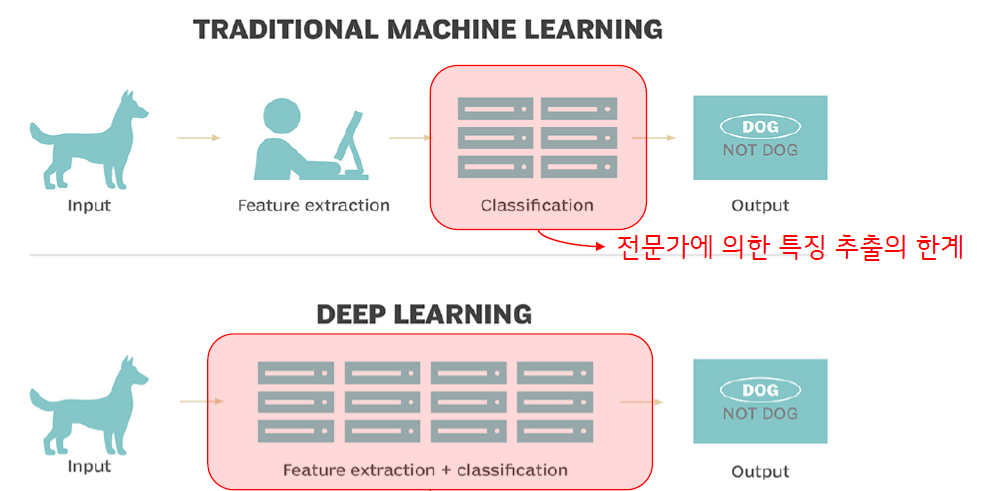 TRADITIONAL MACHINE LEARNING
DOG
NOT DOG
Input
Feature extraction
Classification
Output
전문가에 의한 특징 추출의 한계
DEEP LEARNING
DOG
NOT DOG
Input
Feature extraction + classification
Output